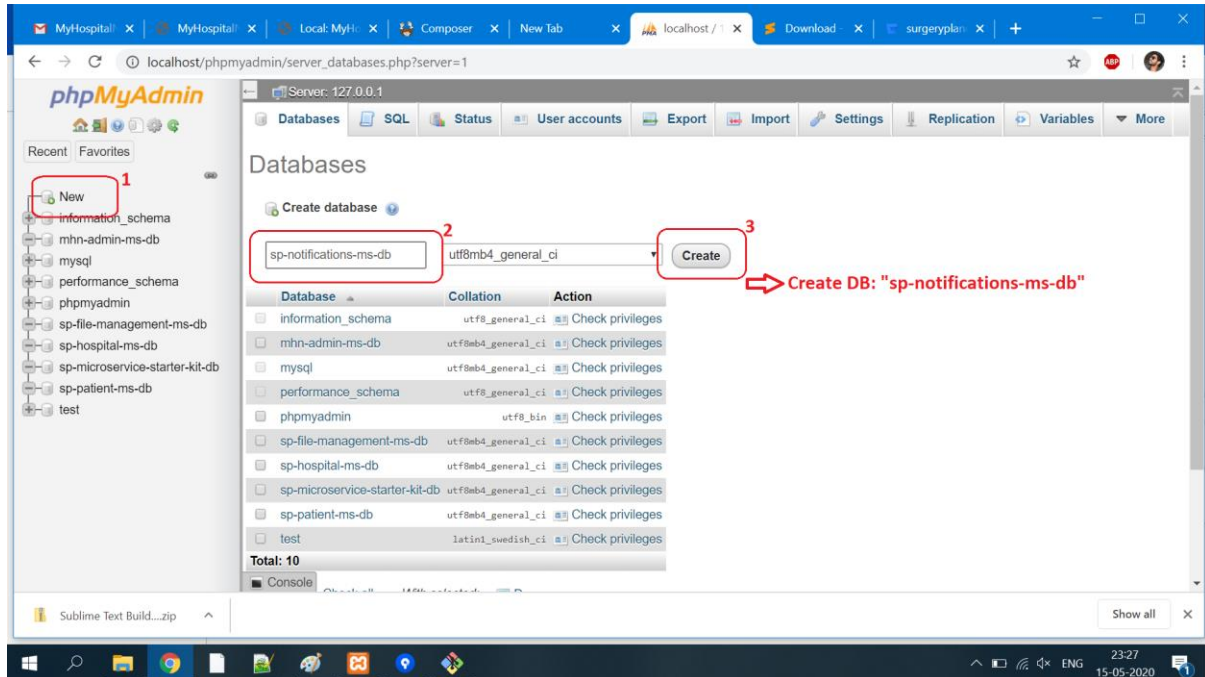 MyHospital
MyHospital
Local: MyHo
Composer
New Tab
localhost / 1
Download -
surgeryplan
localhost/phpmyadmin/server_databases.php?server=1
ABP
phpMyAdmin
Recent Favorites
1
New
information_schema
mhn-admin-ms-db
mysql
performance_schema
phpmyadmin
sp-file-management-ms-db
sp-hospital-ms-db
sp-microservice-starter-kit-db
sp-patient-ms-db
test
Server: 127.0.0.1
Databases SQL Status User accounts Export Import Settings Replication Variables More
Databases
Create database
2 3
sp-notifications-ms-db utf8mb4_general_ci Create
Create DB: "sp-notifications-ms-db"
Database Collation Action
information_schema utf8_general_ci Check privileges
mhn-admin-ms-db utf8mb4_general_ci Check privileges
mysql utf8mb4_general_ci Check privileges
performance_schema utf8_general_ci Check privileges
phpmyadmin utf8_bin Check privileges
sp-file-management-ms-db utf8mb4_general_ci Check privileges
sp-hospital-ms-db utf8mb4_general_ci Check privileges
sp-microservice-starter-kit-db utf8mb4_general_ci Check privileges
sp-patient-ms-db utf8mb4_general_ci Check privileges
test latin1_swedish_ci Check privileges
Total: 10
Console
Sublime Text Build....zip Show all
ENG 23:27
15-05-2020